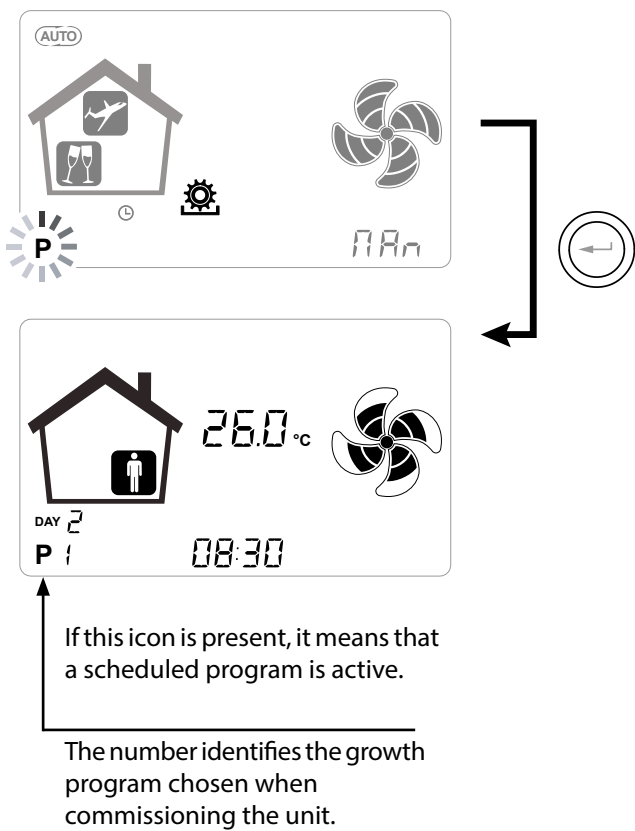 AUTO
P
MAn
26.0 °C
DAY 2
P 1
08:30
If this icon is present, it means that
a scheduled program is active.
The number identifies the growth
program chosen when
commissioning the unit.